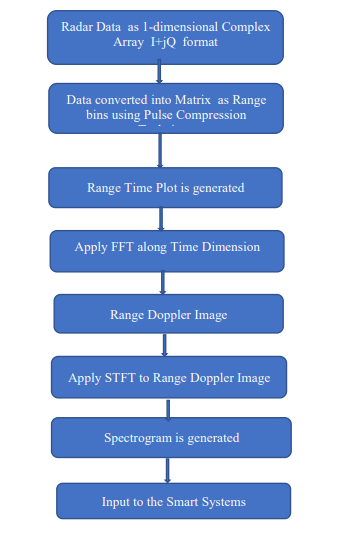 Radar Data as 1-dimensional Complex
Array I+jQ format
Data converted into Matrix as Range
bins using Pulse Compression
Range Time Plot is generated
Apply FFT along Time Dimension
Range Doppler Image
Apply STFT to Range Doppler Image
Spectrogram is generated
Input to the Smart Systems